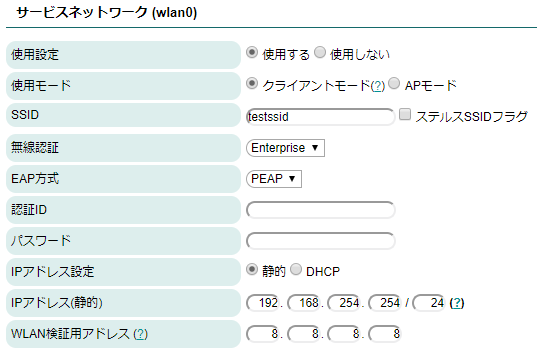 サービスネットワーク (wlan0)
使用設定 使用する 使用しない
使用モード クライアントモード(?) APモード
SSID testssid ステルスSSIDフラグ
無線認証 Enterprise ▼
EAP方式 PEAP ▼
認証ID
パスワード
IPアドレス設定 静的 DHCP
IPアドレス(静的) 192. 168. 254. 254 / 24 (?)
WLAN検証用アドレス (?) 8. 8. 8. 8